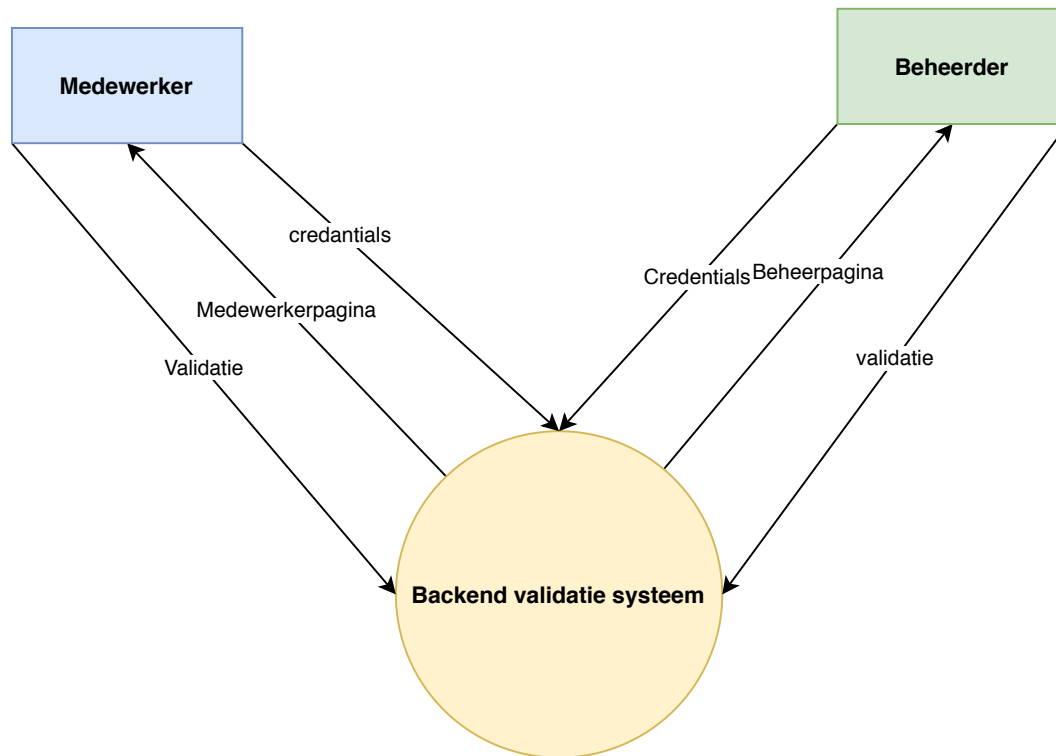 Medewerker
Beheerder
credantials
Credentials
Beheerpagina
Medewerkerpagina
Validatie
validatie
Backend validatie systeem